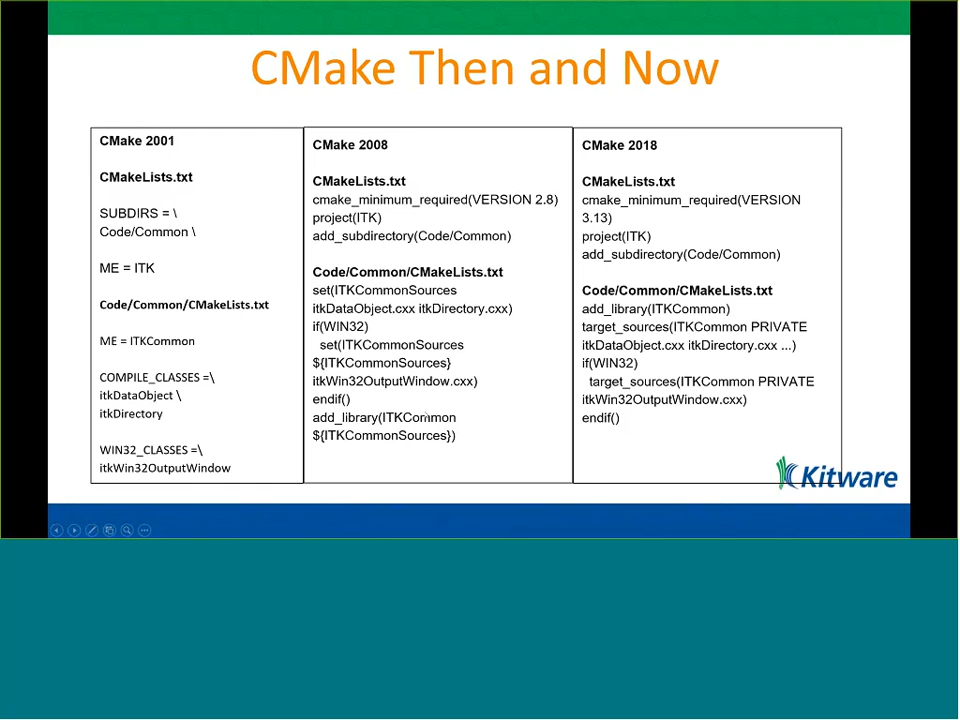 CMake Then and Now
CMake 2001
CMakeLists.txt
SUBDIRS = \
Code/Common \
ME = ITK
Code/Common/CMakeLists.txt
ME = ITKCommon
COMPILE_CLASSES =\
itkDataObject \
itkDirectory
WIN32_CLASSES =\
itkWin32OutputWindow
CMake 2008
CMakeLists.txt
cmake_minimum_required(VERSION 2.8)
project(ITK)
add_subdirectory(Code/Common)
Code/Common/CMakeLists.txt
set(ITKCommonSources
itkDataObject.cxx itkDirectory.cxx)
if(WIN32)
set(ITKCommonSources
${ITKCommonSources}
itkWin32OutputWindow.cxx)
endif()
add_library(ITKCommon
${ITKCommonSources})
CMake 2018
CMakeLists.txt
cmake_minimum_required(VERSION
3.13)
project(ITK)
add_subdirectory(Code/Common)
Code/Common/CMakeLists.txt
add_library(ITKCommon)
target_sources(ITKCommon PRIVATE
itkDataObject.cxx itkDirectory.cxx ...)
if(WIN32)
target_sources(ITKCommon PRIVATE
itkWin32OutputWindow.cxx)
endif()
Kitware